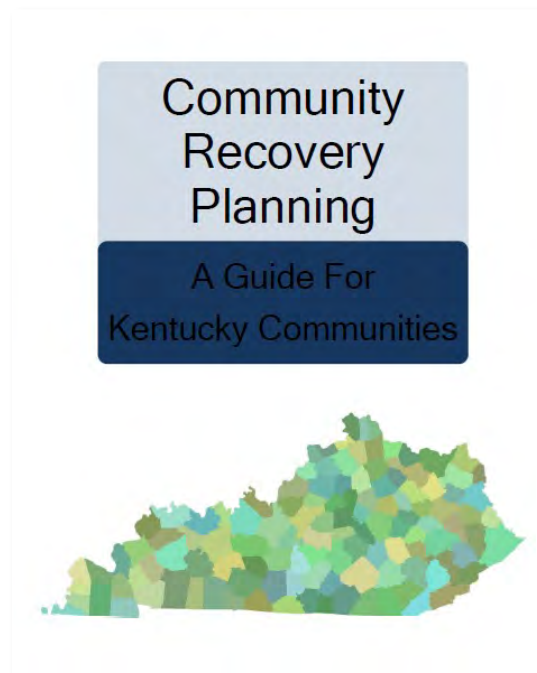 Community
Recovery
Planning
A Guide For
Kentucky Communities